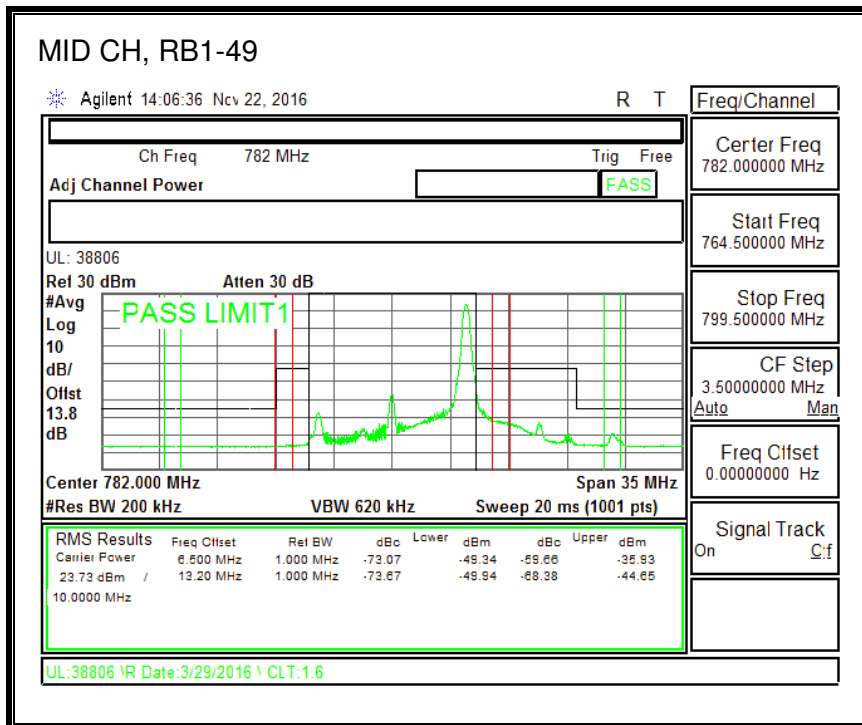 MID CH, RB1-49
Agilent 14:06:36 Nov 22, 2016 R T
Freq/Channel
Ch Freq 782 MHz Trig Free
Adj Channel Power PASS
Center Freq
782.000000 MHz
Start Freq
764.500000 MHz
Stop Freq
799.500000 MHz
CF Step
3.50000000 MHz
Auto Man
Freq Offset
0.00000000 Hz
Signal Track
On Off
UL: 38806
Ref 30 dBm Atten 30 dB
#Avg
Log
10
dB/
Offst
13.8
dB
PASS LIMIT1
Center 782.000 MHz Span 35 MHz
#Res BW 200 kHz VBW 620 kHz Sweep 20 ms (1001 pts)
RMS Results Freq Offset Ref BW dBc Lower dBm dBc Upper dBm
Carrier Power 6.500 MHz 1.000 MHz -73.07 -49.34 -59.66 -35.93
23.73 dBm / 13.20 MHz 1.000 MHz -73.67 -49.94 -68.38 -44.65
10.0000 MHz
UL:38806 \R Date:3/29/2016 \ CLT:1.6